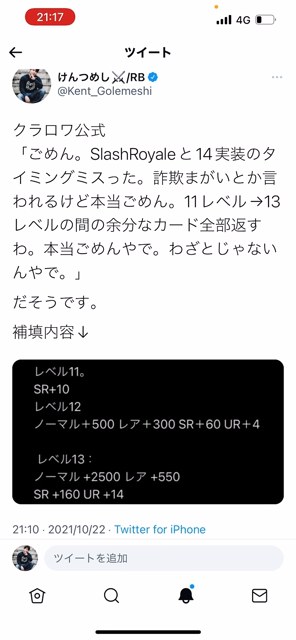 21:17
4G
ツイート
けんつめし⚔️/RB
@Kent_Golemeshi
クラロワ公式
「ごめん。SlashRoyaleと14実装のタ
イミングミスった。詐欺まがいとか言
われるけど本当ごめん。11レベル→13
レベルの間の余分なカード全部返す
わ。本当ごめんやで。わざとじゃない
んやで。」
だそうです。
補填内容↓
レベル11。
SR+10
レベル12
ノーマル+500 レア+300 SR+60 UR+4
レベル13：
ノーマル +2500 レア +550
SR +160 UR +14
21:10 · 2021/10/22 · Twitter for iPhone
ツイートを追加